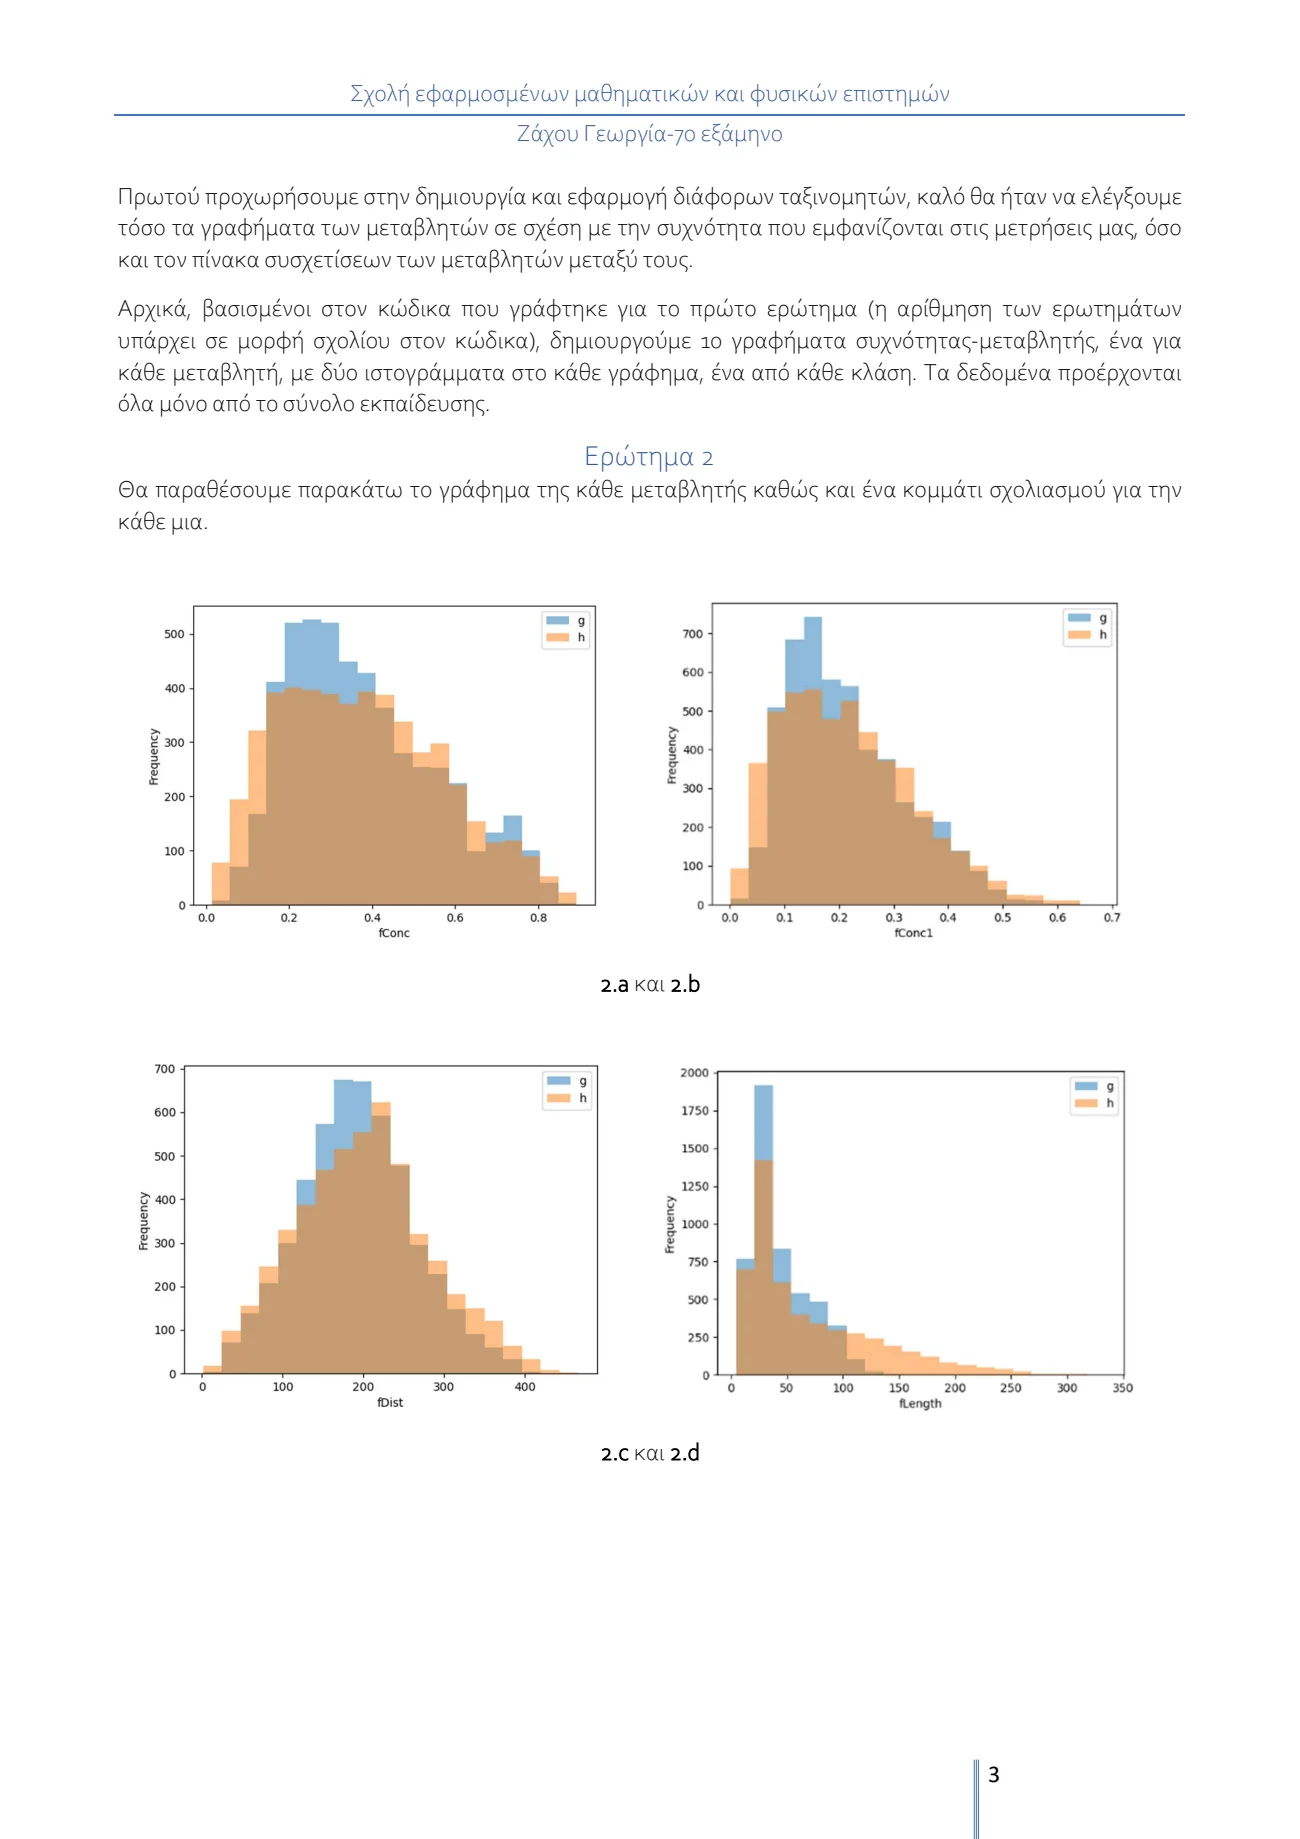 Σχολή εφαρμοσμένων μαθηματικών και φυσικών επιστημών
Ζάχου Γεωργία-7ο εξάμηνο
Πρωτού προχωρήσουμε στην δημιουργία και εφαρμογή διάφορων ταξινομητών, καλό θα ήταν να ελέγξουμε
τόσο τα γραφήματα των μεταβλητών σε σχέση με την συχνότητα που εμφανίζονται στις μετρήσεις μας, όσο
και τον πίνακα συσχετίσεων των μεταβλητών μεταξύ τους.
Αρχικά, βασισμένοι στον κώδικα που γράφτηκε για το πρώτο ερώτημα (η αρίθμηση των ερωτημάτων
υπάρχει σε μορφή σχολίου στον κώδικα), δημιουργούμε 10 γραφήματα συχνότητας-μεταβλητής, ένα για
κάθε μεταβλητή, με δύο ιστογράμματα στο κάθε γράφημα, ένα από κάθε κλάση. Τα δεδομένα προέρχονται
όλα μόνο από το σύνολο εκπαίδευσης.
Ερώτημα 2
Θα παραθέσουμε παρακάτω το γράφημα της κάθε μεταβλητής καθώς και ένα κομμάτι σχολιασμού για την
κάθε μια.
g
h
500
400
300
200
100
0
Frequency
0.0 0.2 0.4 0.6 0.8
fConc
g
h
700
600
500
400
300
200
100
0
Frequency
0.0 0.1 0.2 0.3 0.4 0.5 0.6 0.7
fConc1
2.a και 2.b
g
h
700
600
500
400
300
200
100
0
Frequency
0 100 200 300 400
fDist
g
h
2000
1750
1500
1250
1000
750
500
250
0
Frequency
0 50 100 150 200 250 300 350
fLength
2.c και 2.d
3